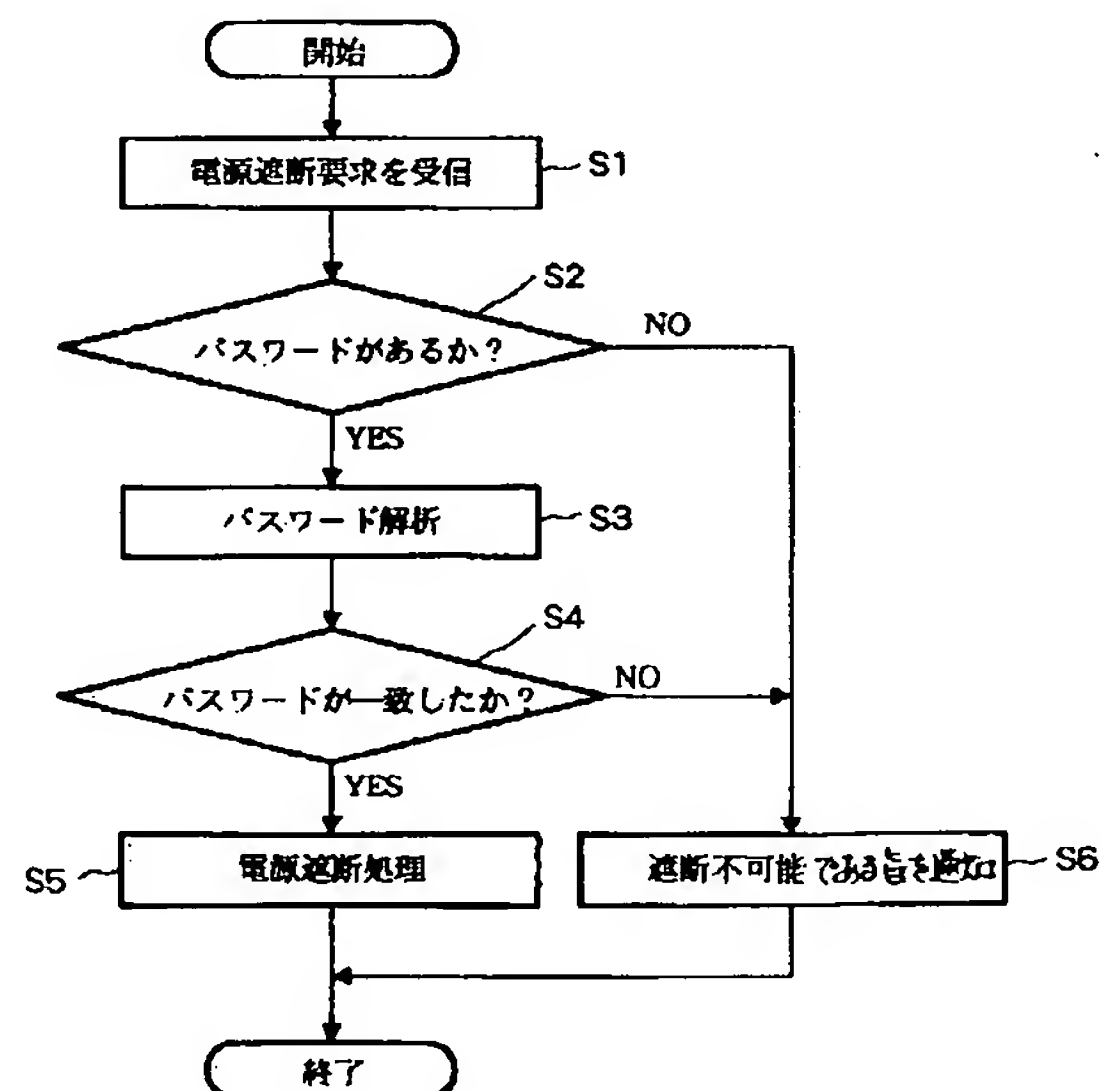 開始
電源遮断要求を受信
S1
S2
パスワードがあるか?
NO
YES
パスワード解析
S3
S4
パスワードが一致したか?
NO
YES
S5
電源遮断処理
遮断不可能である旨を通知
S6
終了